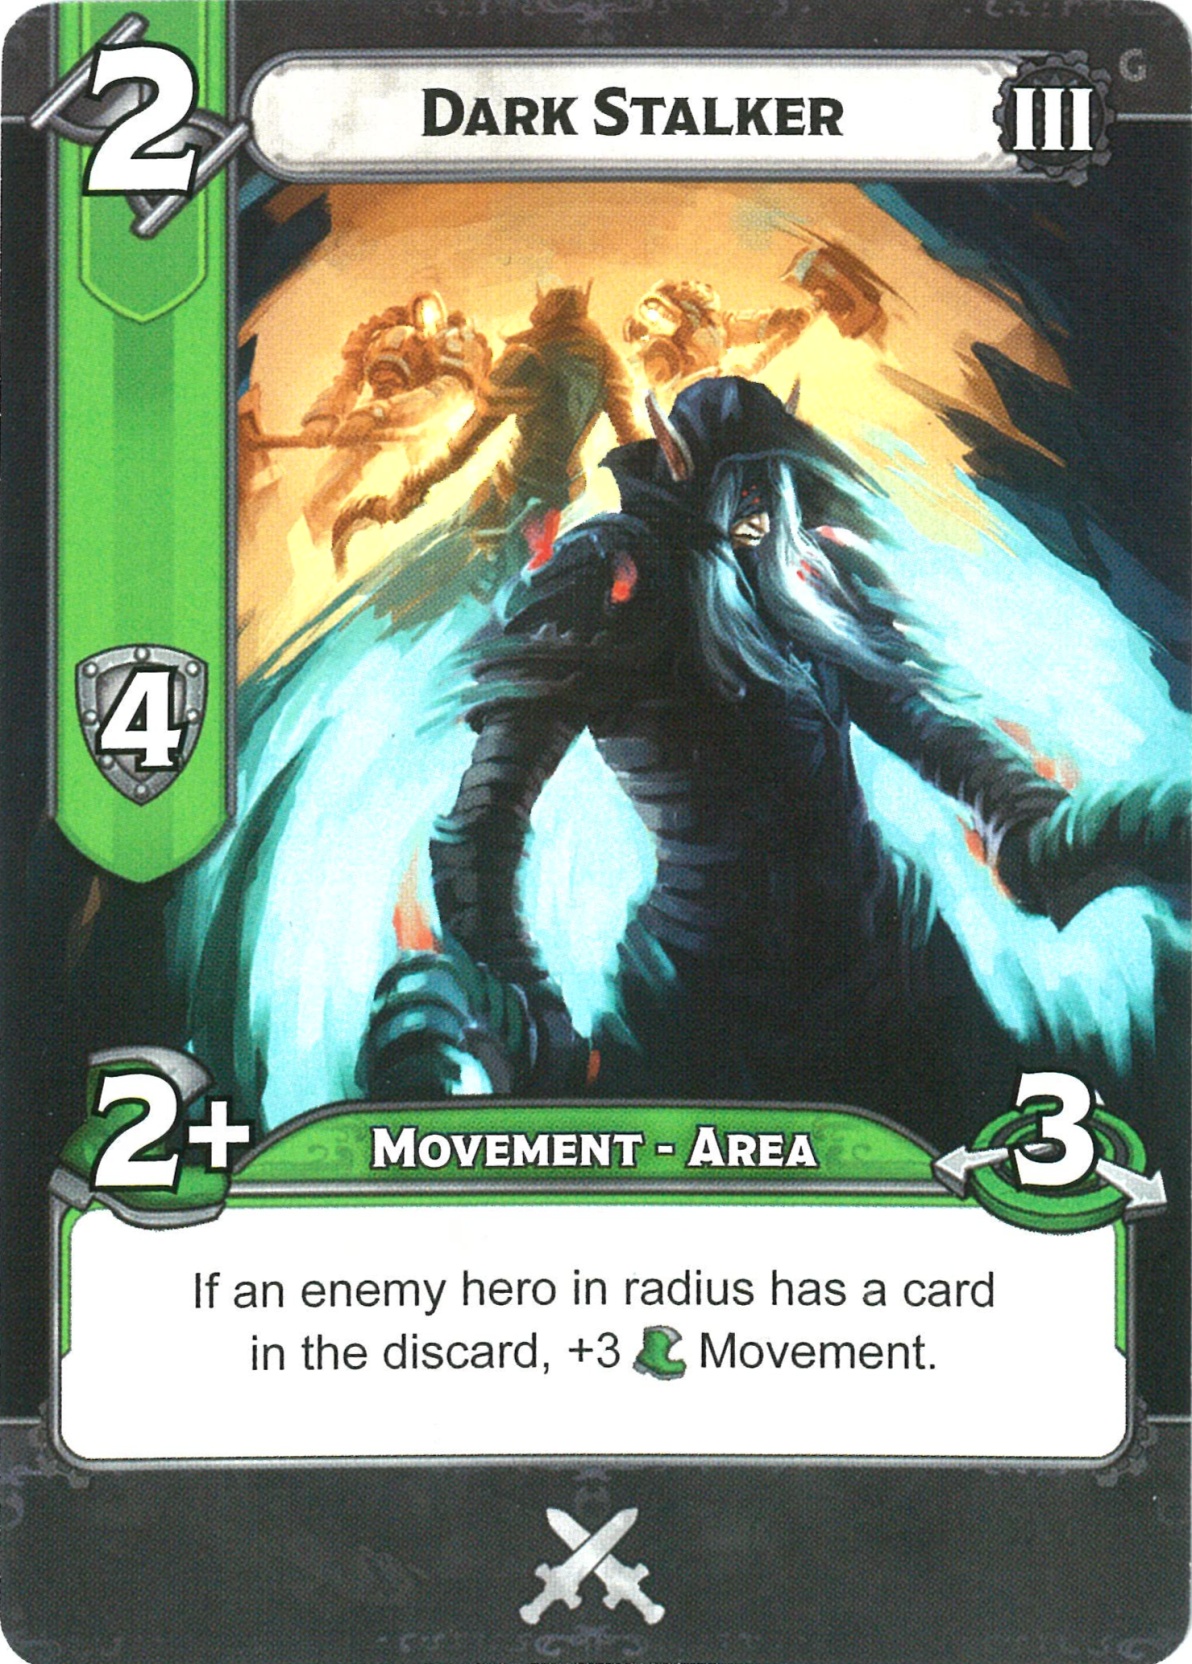 2
DARK STALKER
III
G
4
2+
MOVEMENT - AREA
3
If an enemy hero in radius has a card
in the discard, +3 Movement.